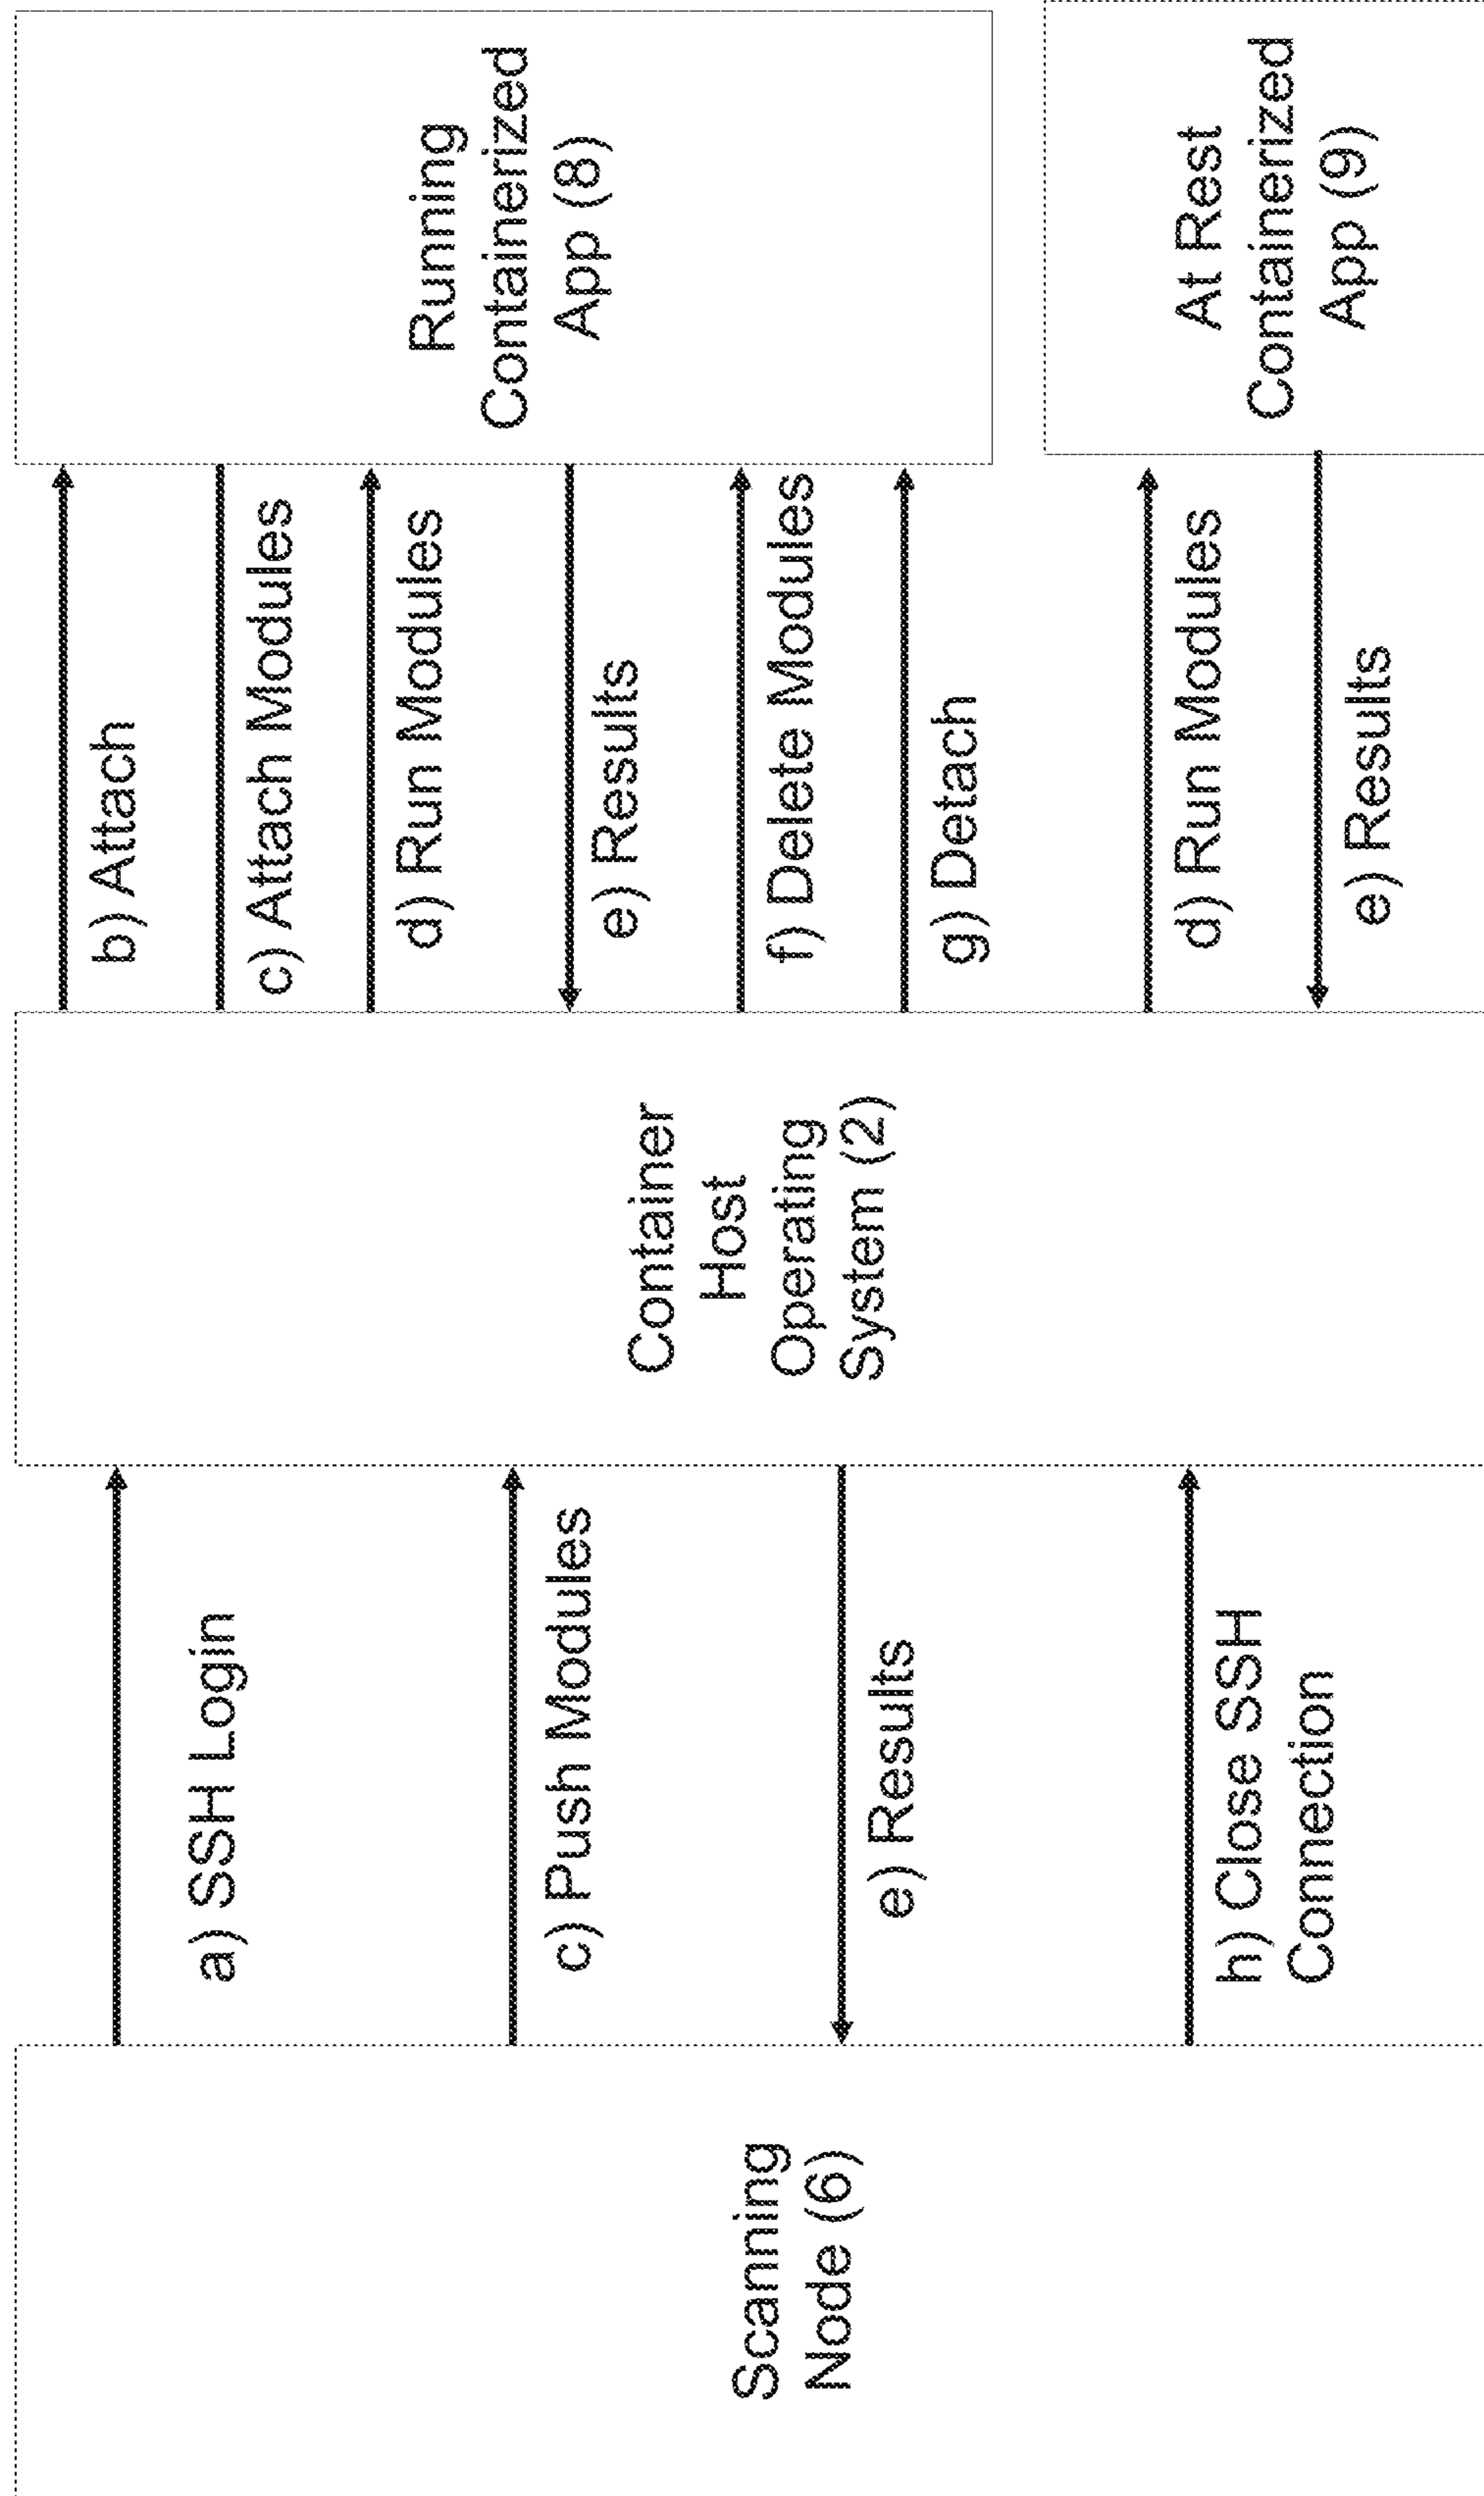 Scanning
Node (6)
a) SSH Login
c) Push Modules
e) Results
h) Close SSH
Connection
Container
Host
Operating
System (2)
b) Attach
c) Attach Modules
d) Run Modules
e) Results
f) Delete Modules
g) Detach
d) Run Modules
e) Results
Running
Containerized
App (8)
At Rest
Containerized
App (9)